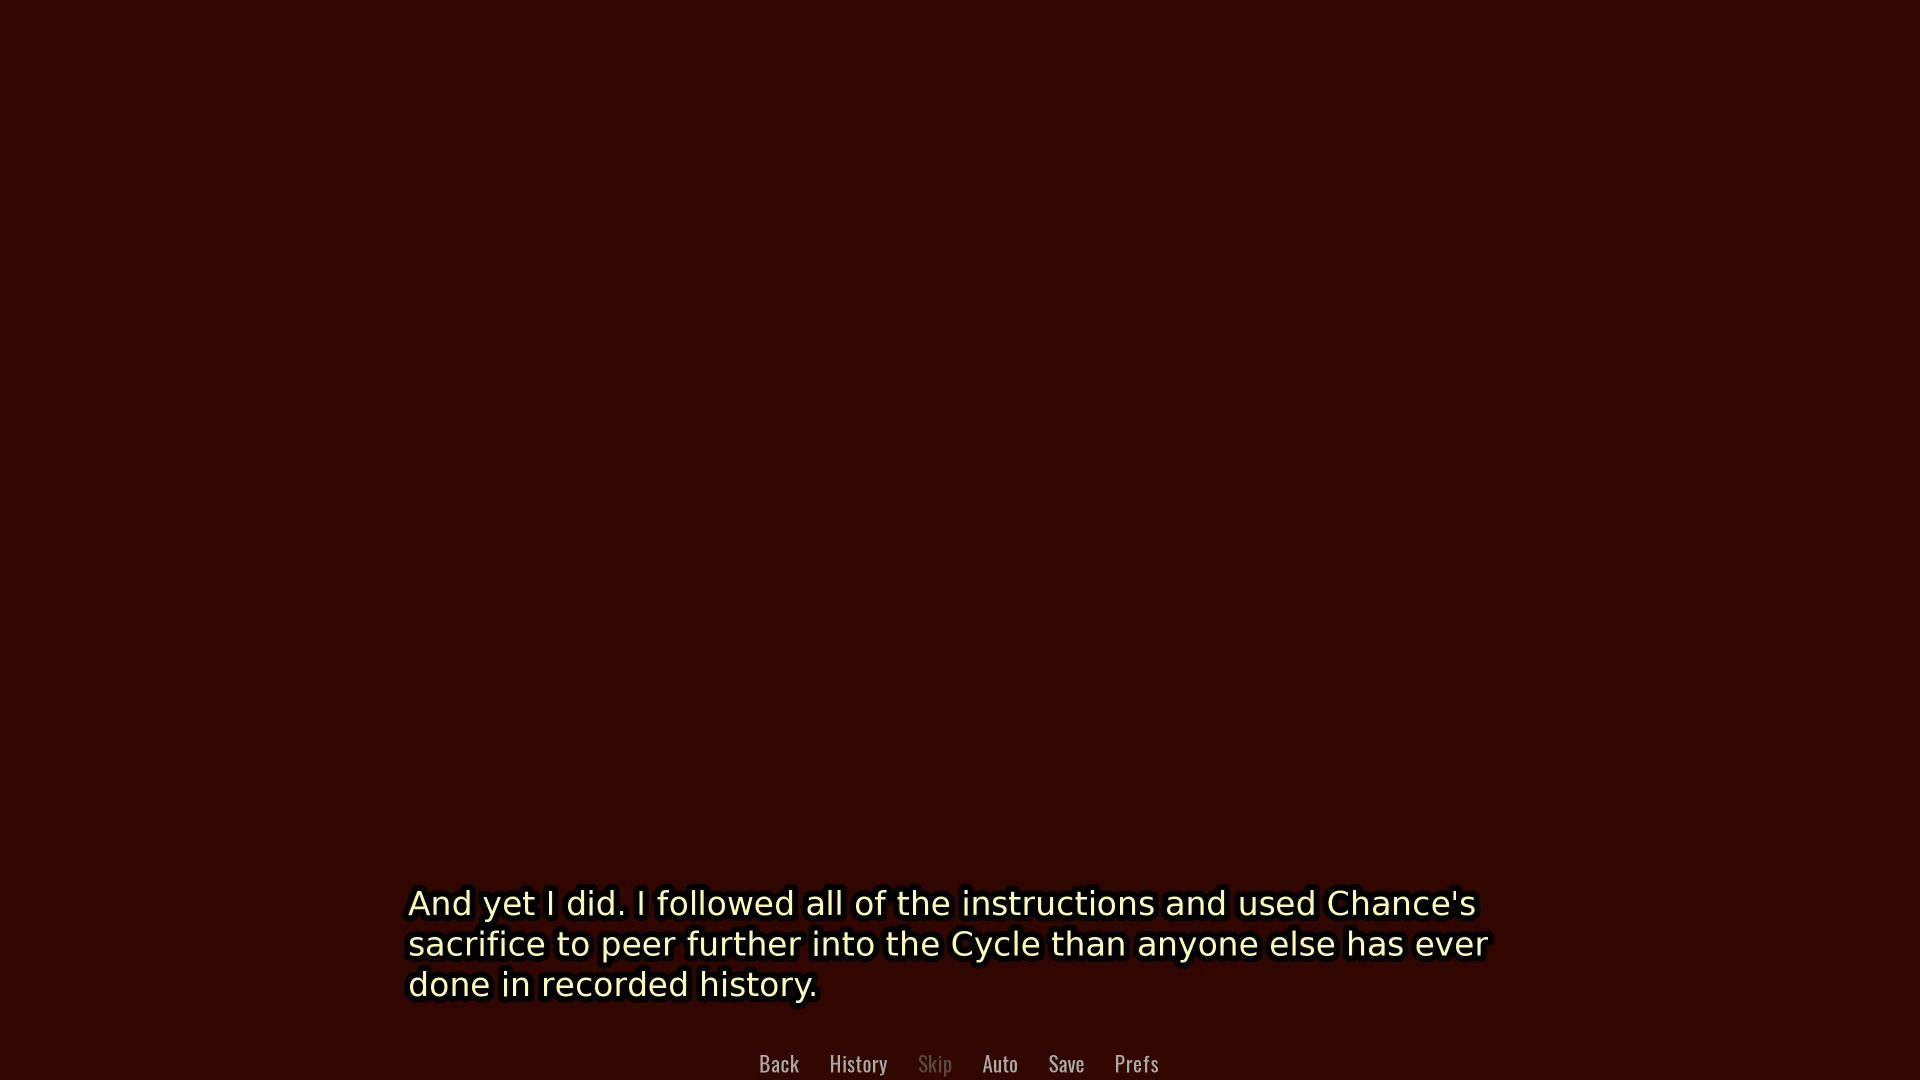 And yet I did. I followed all of the instructions and used Chance's
sacrifice to peer further into the Cycle than anyone else has ever
done in recorded history.
Back History Skip Auto Save Prefs